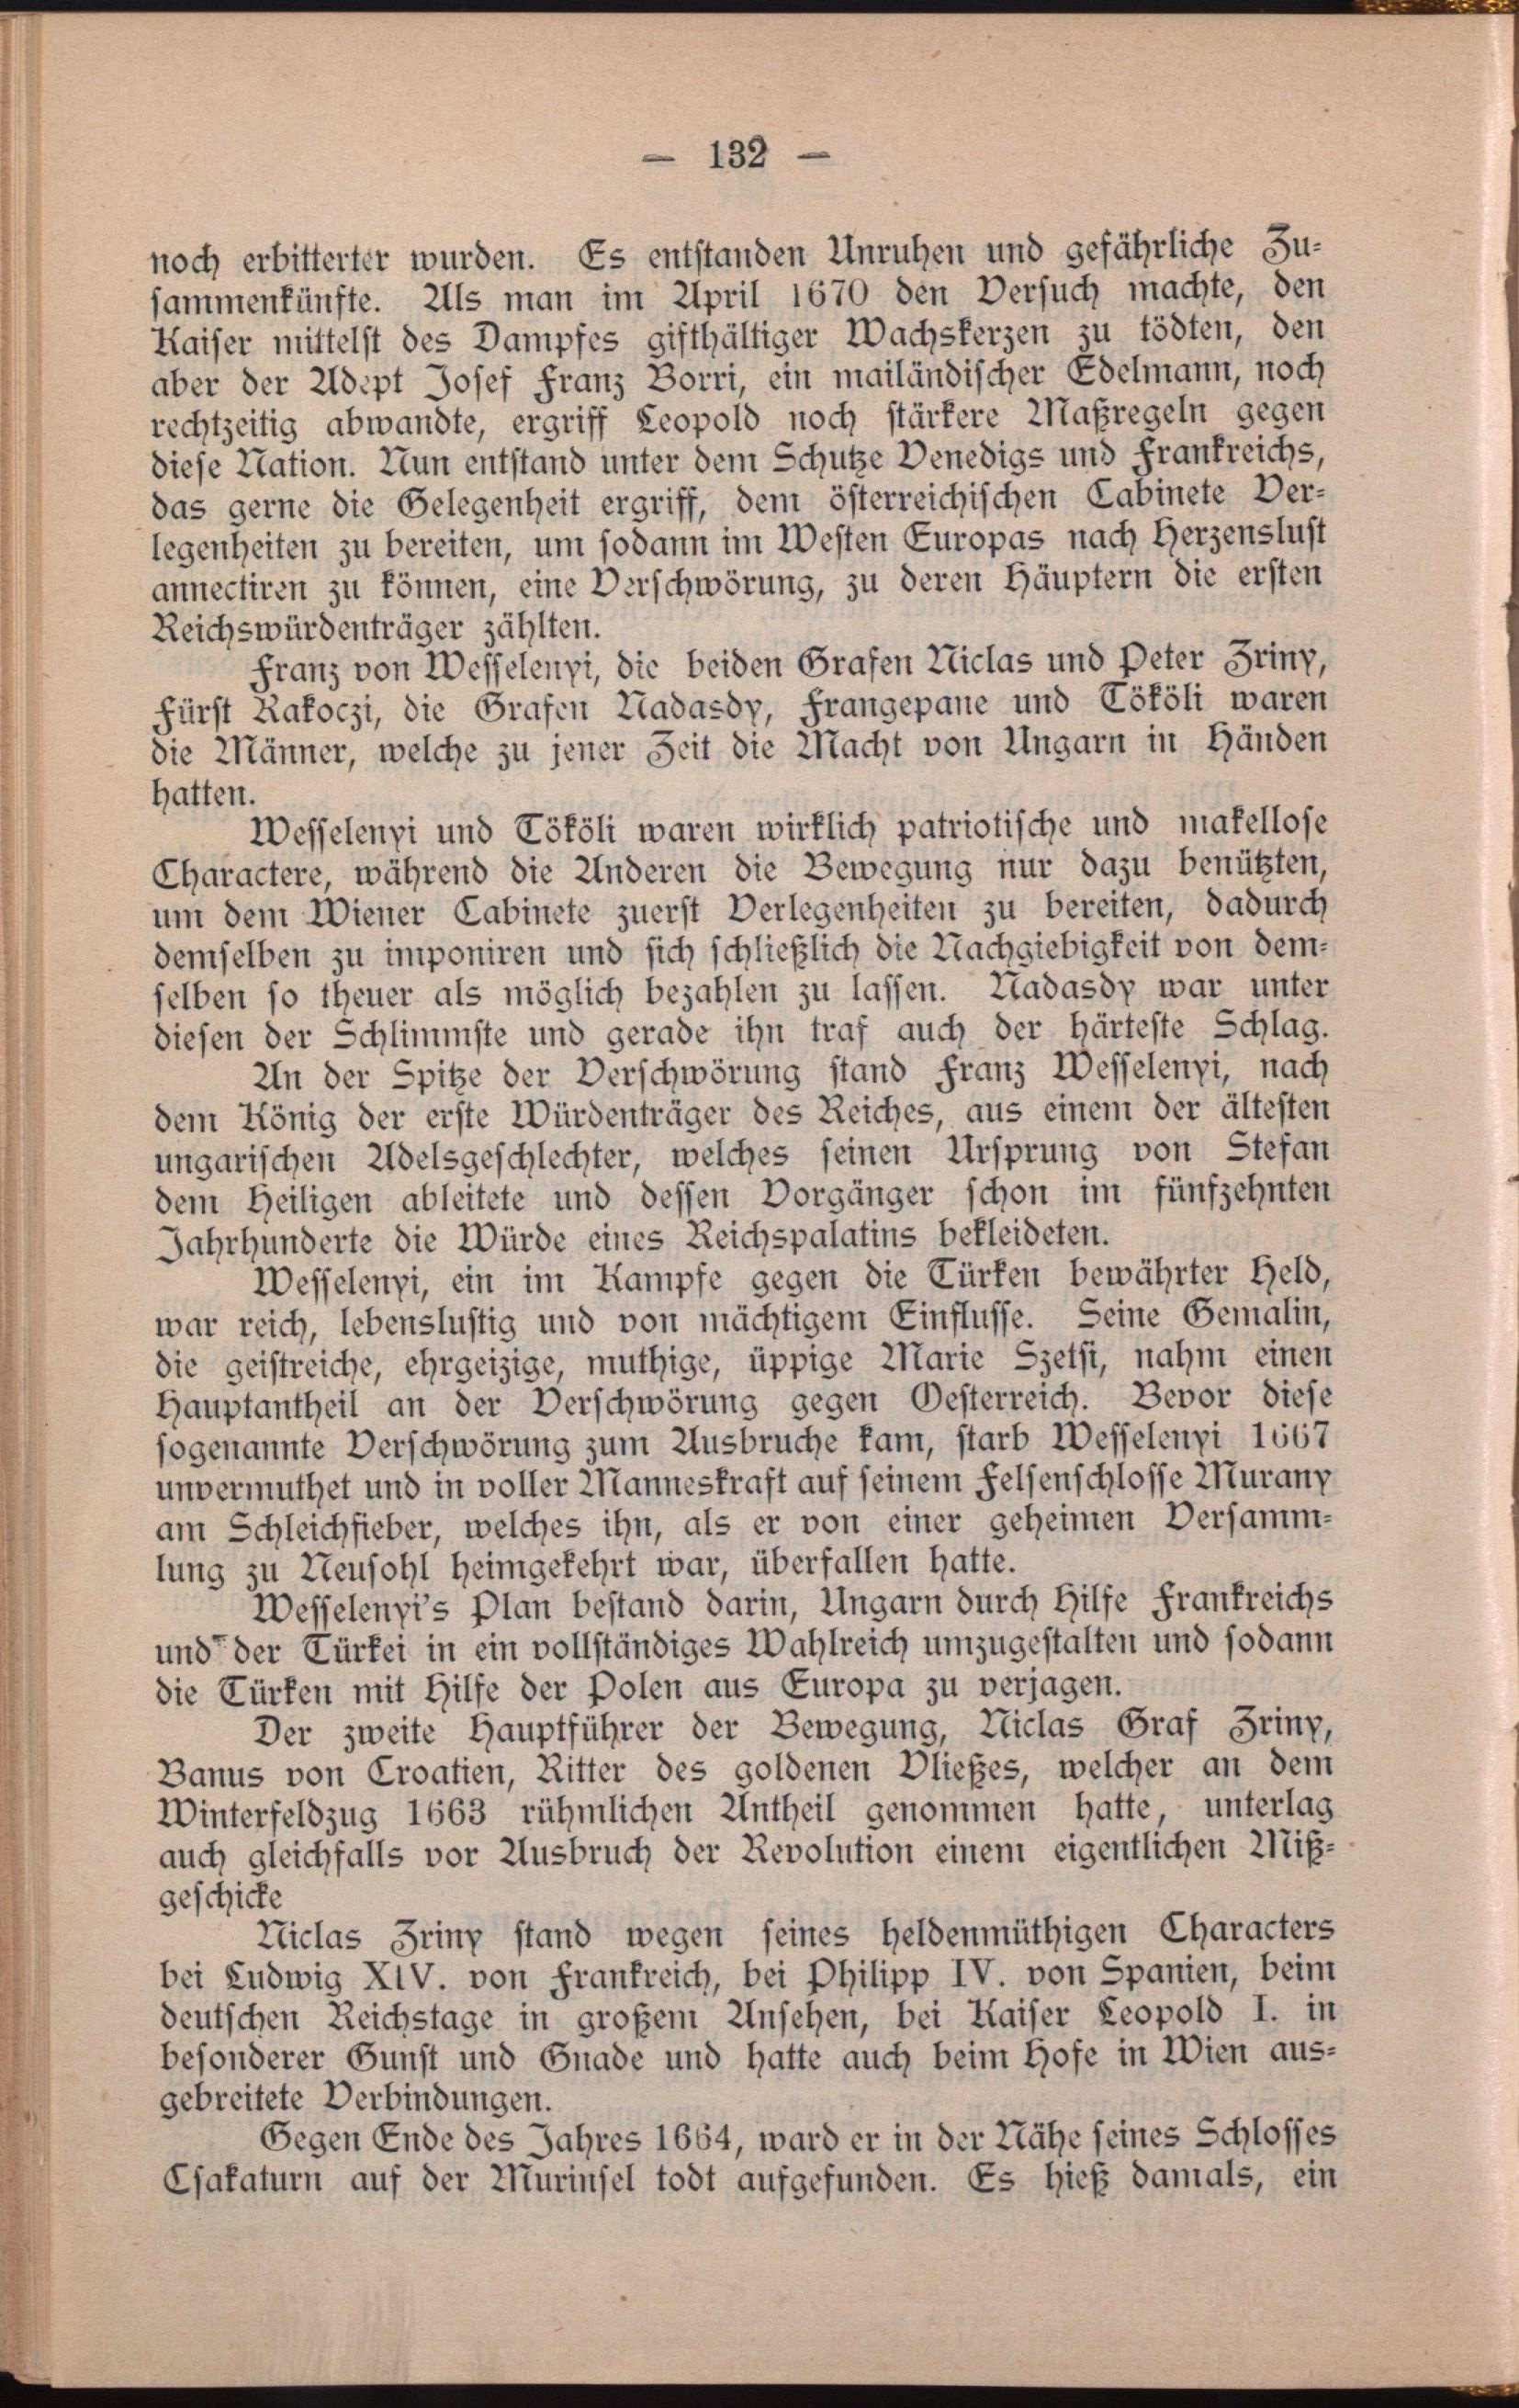 — 132 —
noch erbitterter wurden. Es entstanden Unruhen und gefährliche Zu-
sammenkünfte. Als man im April 1670 den Versuch machte, den
Kaiser mittelst des Dampfes gifthältiger Wachskerzen zu tödten, den
aber der Adept Josef Franz Borri, ein mailändischer Edelmann, noch
rechtzeitig abwandte, ergriff Leopold noch stärkere Maßregeln gegen
diese Nation. Nun entstand unter dem Schutze Venedigs und Frankreichs,
das gerne die Gelegenheit ergriff, dem österreichischen Cabinete Ver-
legenheiten zu bereiten, um sodann im Westen Europas nach Herzenslust
annectiren zu können, eine Verschwörung, zu deren Häuptern die ersten
Reichswürdenträger zählten.
Franz von Wesselenyi, die beiden Grafen Niclas und Peter Zriny,
Fürst Rakoczi, die Grafen Nadasdy, Frangepane und Tököli waren
die Männer, welche zu jener Zeit die Macht von Ungarn in Händen
hatten.
Wesselenyi und Tököli waren wirklich patriotische und makellose
Charactere, während die Anderen die Bewegung nur dazu benützten,
um dem Wiener Cabinete zuerst Verlegenheiten zu bereiten, dadurch
demselben zu imponiren und sich schließlich die Nachgiebigkeit von dem-
selben so theuer als möglich bezahlen zu lassen. Nadasdy war unter
diesen der Schlimmste und gerade ihn traf auch der härteste Schlag.
An der Spitze der Verschwörung stand Franz Wesselenyi, nach
dem König der erste Würdenträger des Reiches, aus einem der ältesten
ungarischen Adelsgeschlechter, welches seinen Ursprung von Stefan
dem Heiligen ableitete und dessen Vorgänger schon im fünfzehnten
Jahrhunderte die Würde eines Reichspalatins bekleideten.
Wesselenyi, ein im Kampfe gegen die Türken bewährter Held,
war reich, lebenslustig und von mächtigem Einflusse. Seine Gemalin,
die geistreiche, ehrgeizige, muthige, üppige Marie Szetsi, nahm einen
Hauptantheil an der Verschwörung gegen Oesterreich. Bevor diese
sogenannte Verschwörung zum Ausbruche kam, starb Wesselenyi 1667
unvermuthet und in voller Manneskraft auf seinem Felsenschlosse Murany
am Schleichfieber, welches ihn, als er von einer geheimen Versamm-
lung zu Neusohl heimgekehrt war, überfallen hatte.
Wesselenyi's Plan bestand darin, Ungarn durch Hilfe Frankreichs
und der Türkei in ein vollständiges Wahlreich umzugestalten und sodann
die Türken mit Hilfe der Polen aus Europa zu verjagen.
Der zweite Hauptführer der Bewegung, Niclas Graf Zriny,
Banus von Croatien, Ritter des goldenen Vließes, welcher an dem
Winterfeldzug 1663 rühmlichen Antheil genommen hatte, unterlag
auch gleichfalls vor Ausbruch der Revolution einem eigentlichen Miß-
geschicke
Niclas Zriny stand wegen seines heldenmüthigen Characters
bei Ludwig XIV. von Frankreich, bei Philipp IV. von Spanien, beim
deutschen Reichstage in großem Ansehen, bei Kaiser Leopold I. in
besonderer Gunst und Gnade und hatte auch beim Hofe in Wien aus-
gebreitete Verbindungen.
Gegen Ende des Jahres 1664, ward er in der Nähe seines Schlosses
Csakaturn auf der Murinsel todt aufgefunden. Es hieß damals, ein